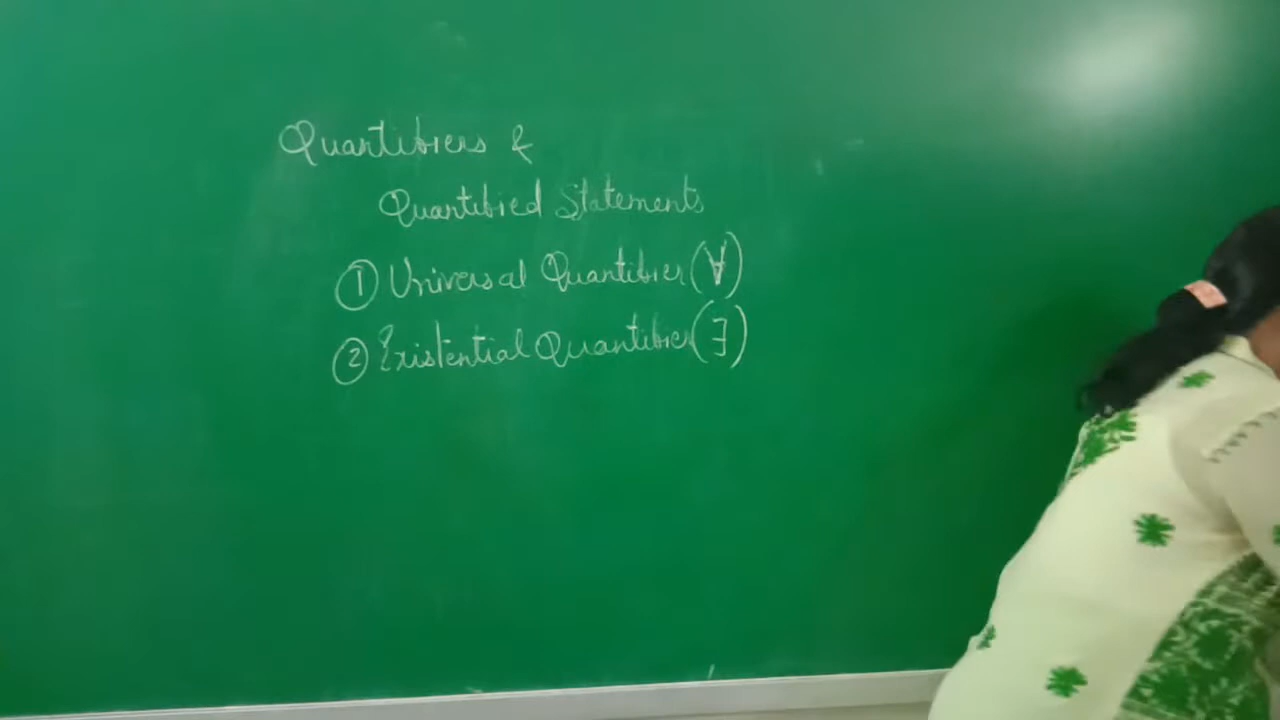 Quantifiers &
Quantified Statements
① Universal Quantifier (∀)
② Existential Quantifier (∃)